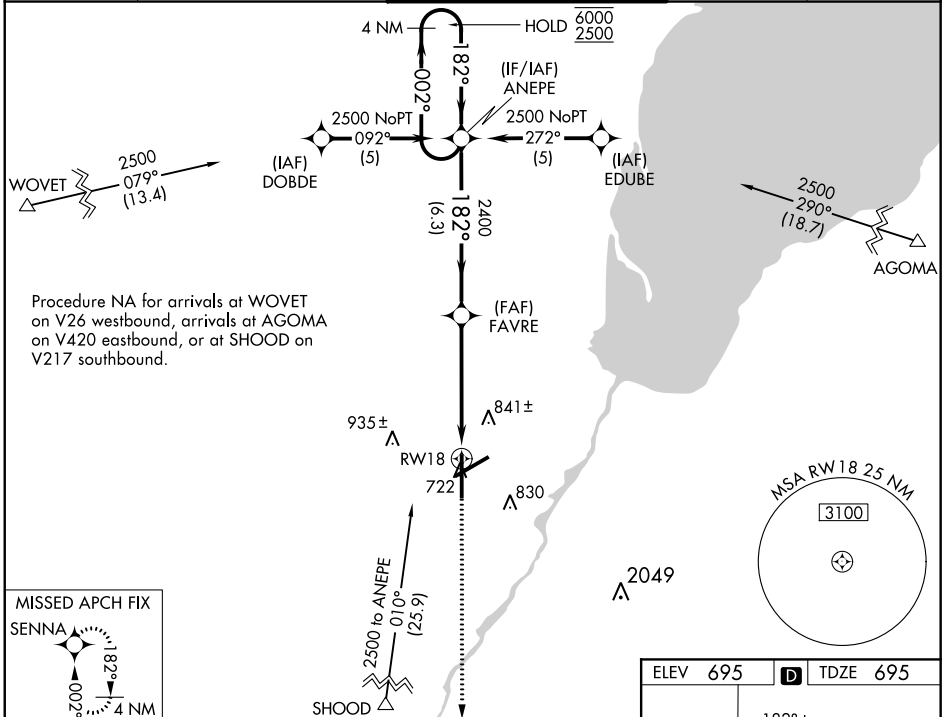 4 NM
HOLD
6000
2500
182°
002°
(IF/IAF)
ANEPE
2500 NoPT
092°
(5)
2500 NoPT
272°
(5)
(IAF)
DOBDE
(IAF)
EDUBE
WOVET
2500
079°
(13.4)
2400
182°
(6.3)
2500
290°
(18.7)
AGOMA
Procedure NA for arrivals at WOVET
on V26 westbound, arrivals at AGOMA
on V420 eastbound, or at SHOOD on
V217 southbound.
(FAF)
FAVRE
935±
841±
RW18
722
830
MSA RW18 25 NM
3100
2049
2500 to ANEPE
010°
(25.9)
SHOOD
MISSED APCH FIX
SENNA
182°
002°
4 NM
ELEV 695 D TDZE 695